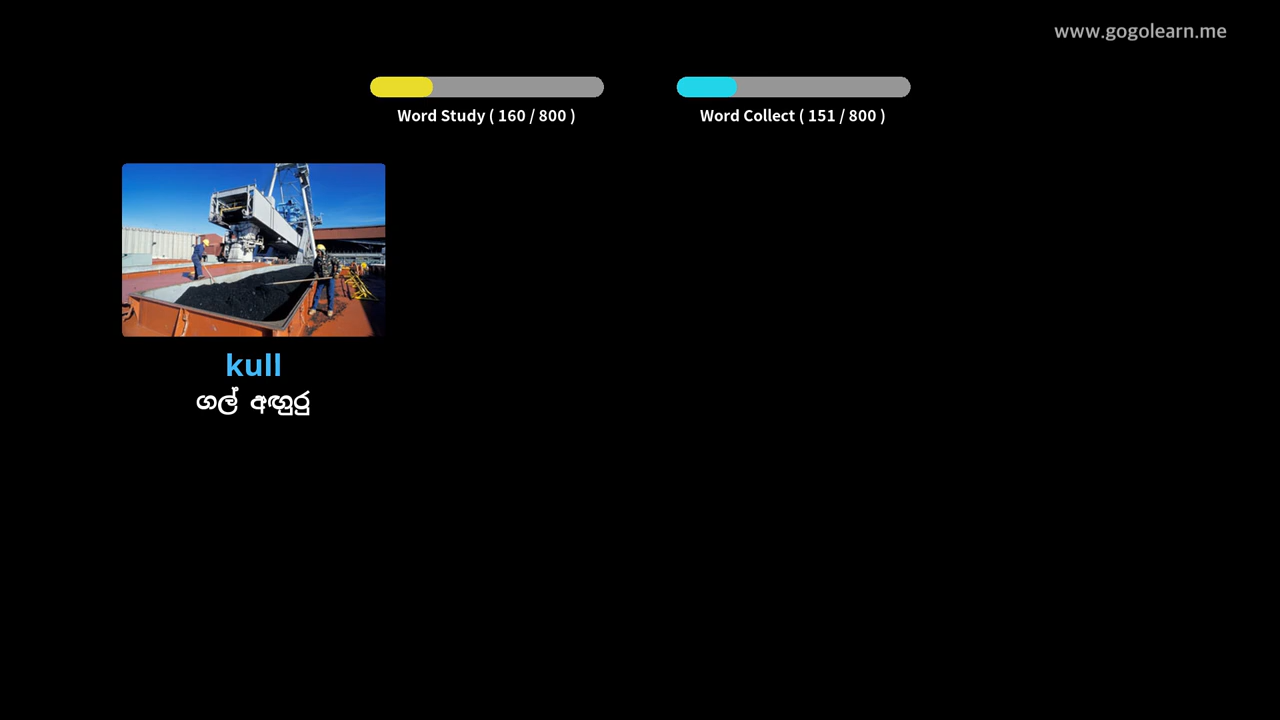 www.gogolearn.me
Word Study ( 160 / 800 )
Word Collect ( 151 / 800 )
kull
ගල් අඟුරු